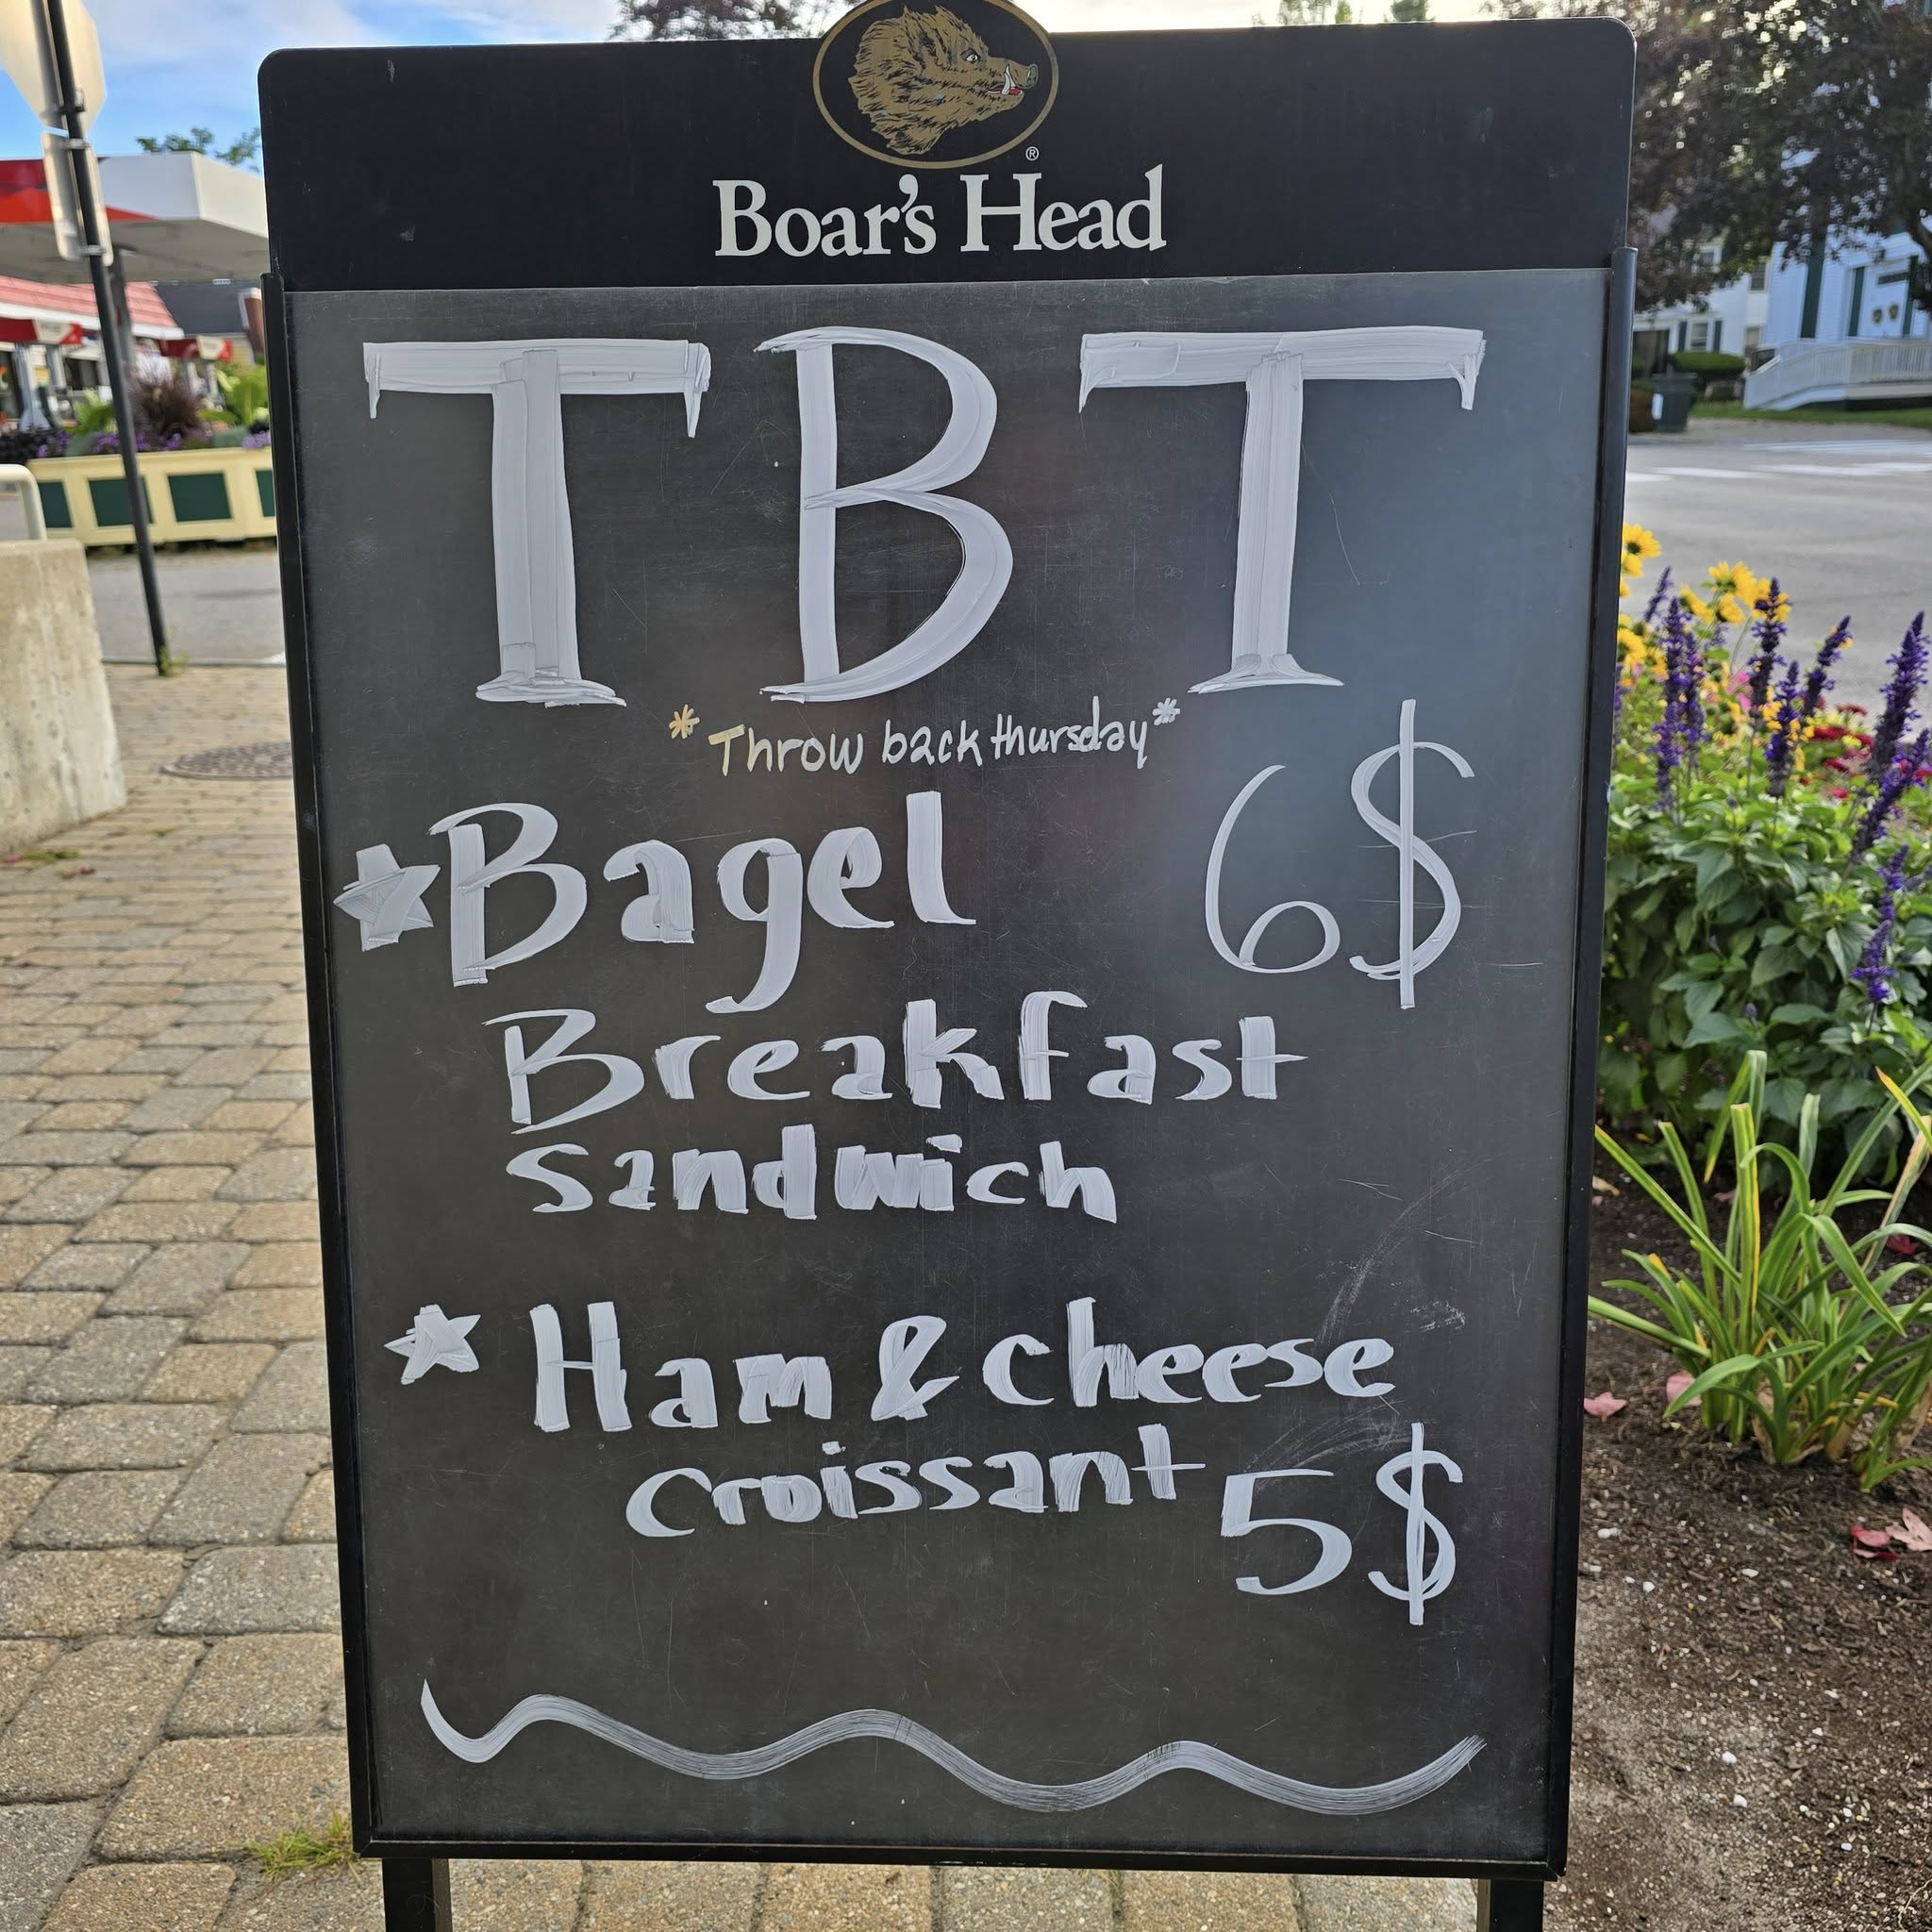 ®
Boar's Head
TBT
*Throw back thursday*
Bagel 6$
Breakfast
Sandwich
Ham & cheese
croissant 5$